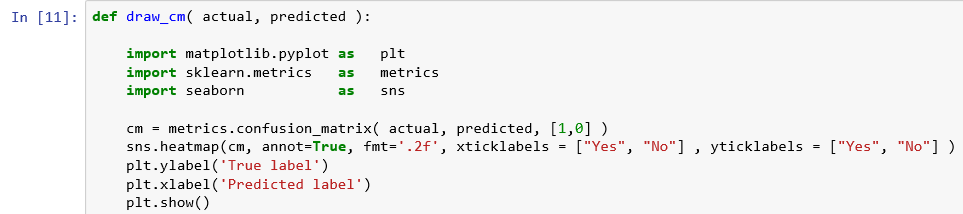 In [11]: def draw_cm( actual, predicted ):
import matplotlib.pyplot as   plt
import sklearn.metrics   as   metrics
import seaborn           as   sns
cm = metrics.confusion_matrix( actual, predicted, [1,0] )
sns.heatmap(cm, annot=True, fmt='.2f', xticklabels = ["Yes", "No"] , yticklabels = ["Yes", "No"] )
plt.ylabel('True label')
plt.xlabel('Predicted label')
plt.show()